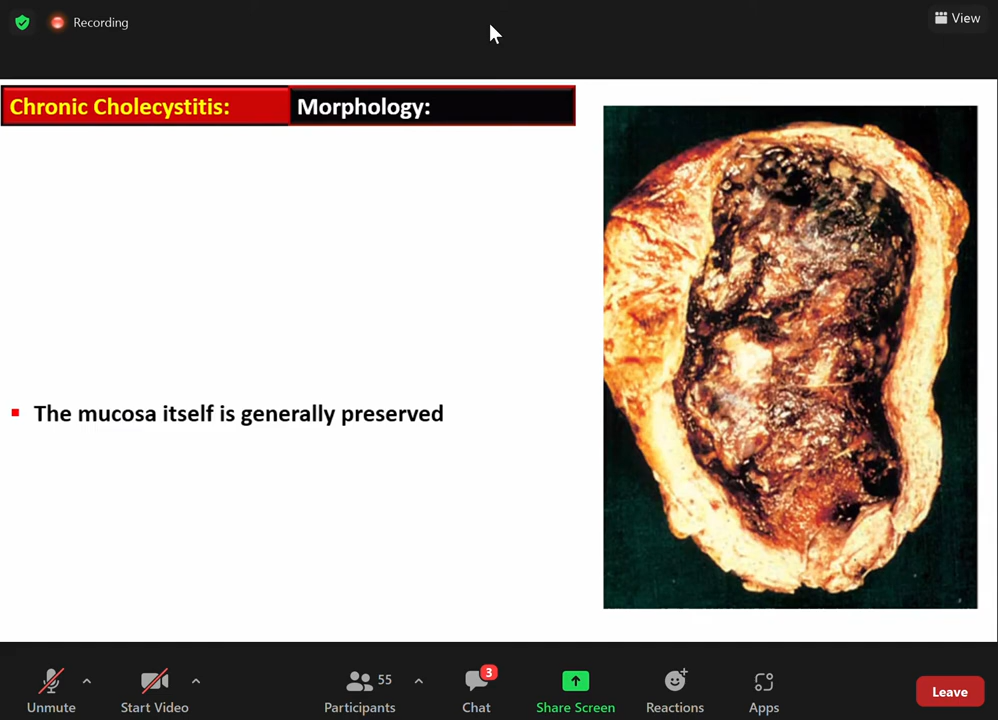 Recording
View
Chronic Cholecystitis: Morphology:
The mucosa itself is generally preserved
Unmute
Start Video
55
Participants
3
Chat
Share Screen
Reactions
Apps
Leave